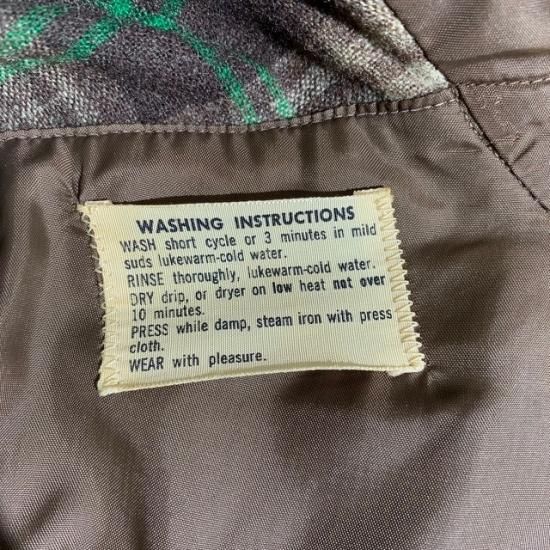 WASHING INSTRUCTIONS
WASH short cycle or 3 minutes in mild
suds lukewarm-cold water.
RINSE thoroughly, lukewarm-cold water.
DRY drip, or dryer on low heat not over
10 minutes.
PRESS while damp, steam iron with press
cloth.
WEAR with pleasure.